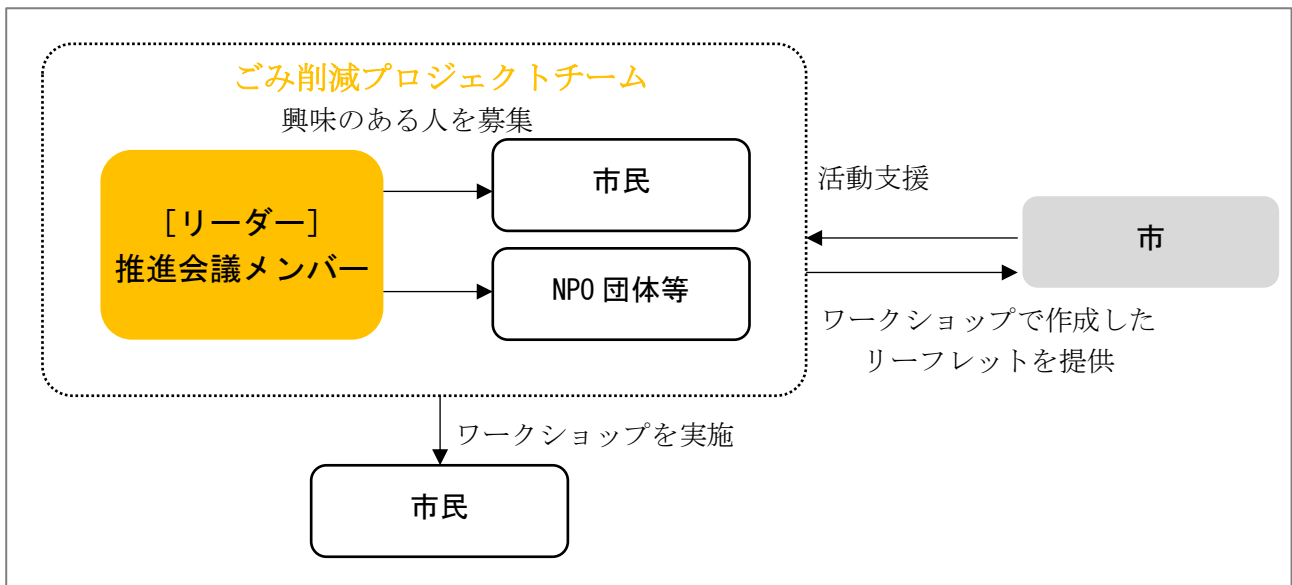 ごみ削減プロジェクトチーム
興味のある人を募集
[リーダー]
推進会議メンバー
市民
NPO団体等
活動支援
市
ワークショップで作成した
リーフレットを提供
ワークショップを実施
市民